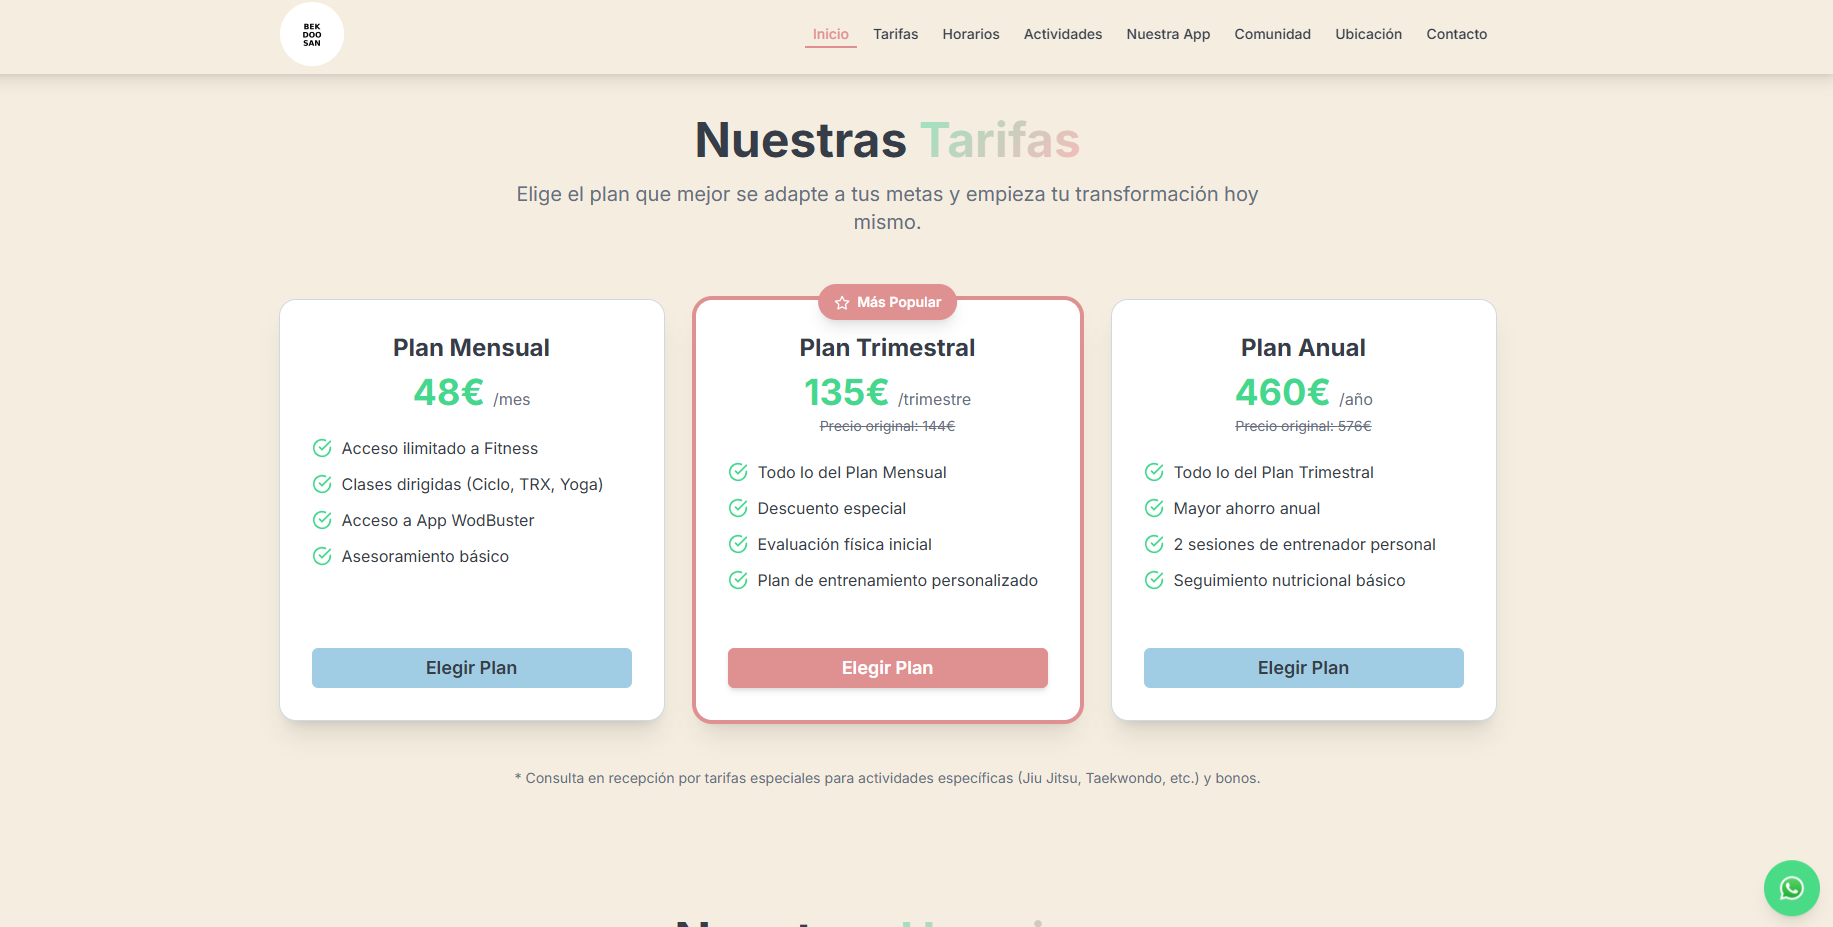 BEK
DOO
SAN
Inicio
Tarifas
Horarios
Actividades
Nuestra App
Comunidad
Ubicación
Contacto
Nuestras Tarifas
Elige el plan que mejor se adapte a tus metas y empieza tu transformación hoy
mismo.
Plan Mensual
48€ /mes
Acceso ilimitado a Fitness
Clases dirigidas (Ciclo, TRX, Yoga)
Acceso a App WodBuster
Asesoramiento básico
Elegir Plan
Más Popular
Plan Trimestral
135€ /trimestre
Precio original: 144€
Todo lo del Plan Mensual
Descuento especial
Evaluación física inicial
Plan de entrenamiento personalizado
Elegir Plan
Plan Anual
460€ /año
Precio original: 576€
Todo lo del Plan Trimestral
Mayor ahorro anual
2 sesiones de entrenador personal
Seguimiento nutricional básico
Elegir Plan
* Consulta en recepción por tarifas especiales para actividades específicas (Jiu Jitsu, Taekwondo, etc.) y bonos.